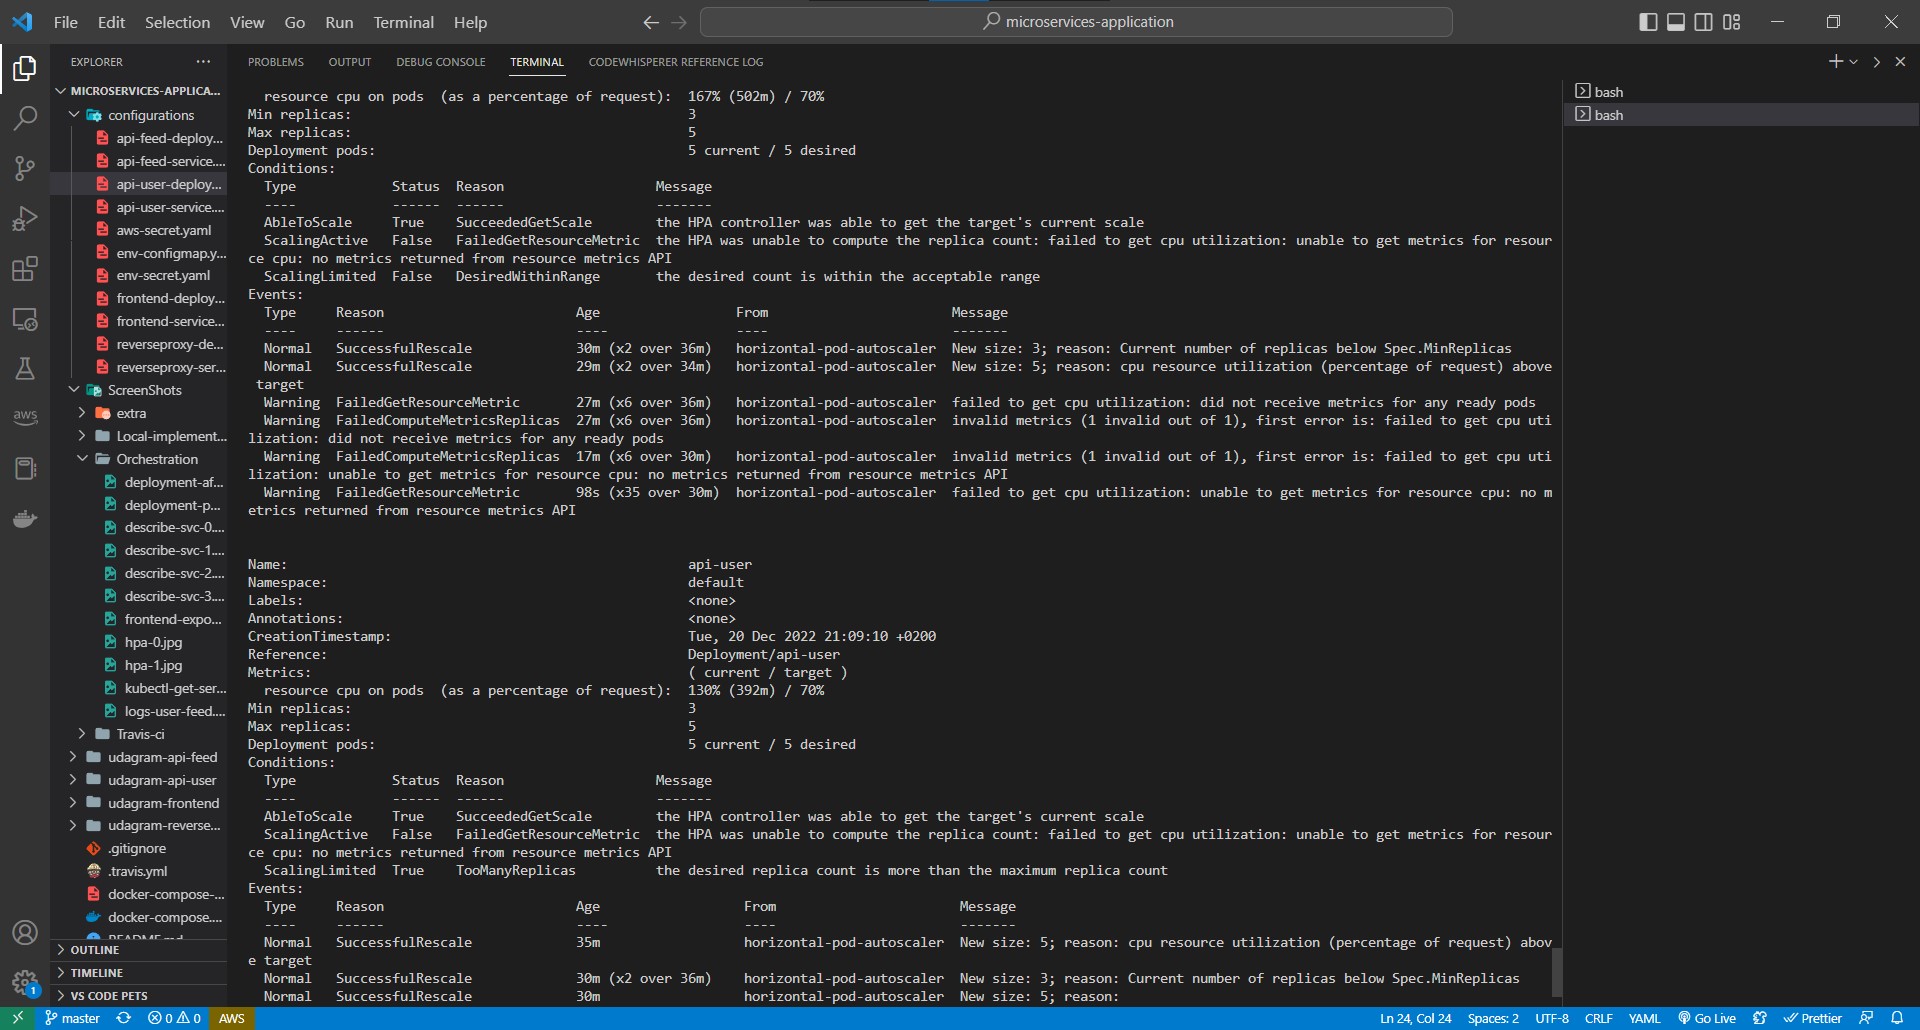 File Edit Selection View Go Run Terminal Help
microservices-application
EXPLORER
MICROSERVICES-APPLICA...
configurations
api-feed-deploy...
api-feed-service....
api-user-deploy...
api-user-service....
aws-secret.yaml
env-configmap.y...
env-secret.yaml
frontend-deploy...
frontend-service...
reverseproxy-de...
reverseproxy-ser...
ScreenShots
extra
Local-implement...
Orchestration
deployment-af...
deployment-p...
describe-svc-0....
describe-svc-1....
describe-svc-2....
describe-svc-3....
frontend-expo...
hpa-0.jpg
hpa-1.jpg
kubectl-get-ser...
logs-user-feed....
Travis-ci
udagram-api-feed
udagram-api-user
udagram-frontend
udagram-reverse...
.gitignore
.travis.yml
docker-compose-...
docker-compose....
README.md
OUTLINE
TIMELINE
VS CODE PETS
aws
1
PROBLEMS OUTPUT DEBUG CONSOLE TERMINAL CODEWHISPERER REFERENCE LOG
resource cpu on pods (as a percentage of request): 167% (502m) / 70%
Min replicas: 3
Max replicas: 5
Deployment pods: 5 current / 5 desired
Conditions:
Type Status Reason Message
---- ------ ------ -------
AbleToScale True SucceededGetScale the HPA controller was able to get the target's current scale
ScalingActive False FailedGetResourceMetric the HPA was unable to compute the replica count: failed to get cpu utilization: unable to get metrics for resour
ce cpu: no metrics returned from resource metrics API
ScalingLimited False DesiredWithinRange the desired count is within the acceptable range
Events:
Type Reason Age From Message
---- ------ ---- ---- -------
Normal SuccessfulRescale 30m (x2 over 36m) horizontal-pod-autoscaler New size: 3; reason: Current number of replicas below Spec.MinReplicas
Normal SuccessfulRescale 29m (x2 over 34m) horizontal-pod-autoscaler New size: 5; reason: cpu resource utilization (percentage of request) above
target
Warning FailedGetResourceMetric 27m (x6 over 36m) horizontal-pod-autoscaler failed to get cpu utilization: did not receive metrics for any ready pods
Warning FailedComputeMetricsReplicas 27m (x6 over 36m) horizontal-pod-autoscaler invalid metrics (1 invalid out of 1), first error is: failed to get cpu uti
lization: did not receive metrics for any ready pods
Warning FailedComputeMetricsReplicas 17m (x6 over 30m) horizontal-pod-autoscaler invalid metrics (1 invalid out of 1), first error is: failed to get cpu uti
lization: unable to get metrics for resource cpu: no metrics returned from resource metrics API
Warning FailedGetResourceMetric 98s (x35 over 30m) horizontal-pod-autoscaler failed to get cpu utilization: unable to get metrics for resource cpu: no m
etrics returned from resource metrics API
Name: api-user
Namespace: default
Labels: <none>
Annotations: <none>
CreationTimestamp: Tue, 20 Dec 2022 21:09:10 +0200
Reference: Deployment/api-user
Metrics: ( current / target )
resource cpu on pods (as a percentage of request): 130% (392m) / 70%
Min replicas: 3
Max replicas: 5
Deployment pods: 5 current / 5 desired
Conditions:
Type Status Reason Message
---- ------ ------ -------
AbleToScale True SucceededGetScale the HPA controller was able to get the target's current scale
ScalingActive False FailedGetResourceMetric the HPA was unable to compute the replica count: failed to get cpu utilization: unable to get metrics for resour
ce cpu: no metrics returned from resource metrics API
ScalingLimited True TooManyReplicas the desired replica count is more than the maximum replica count
Events:
Type Reason Age From Message
---- ------ ---- ---- -------
Normal SuccessfulRescale 35m horizontal-pod-autoscaler New size: 5; reason: cpu resource utilization (percentage of request) abov
e target
Normal SuccessfulRescale 30m (x2 over 36m) horizontal-pod-autoscaler New size: 3; reason: Current number of replicas below Spec.MinReplicas
Normal SuccessfulRescale 30m horizontal-pod-autoscaler New size: 5; reason:
bash
bash
master 0 0 AWS Ln 24, Col 24 Spaces: 2 UTF-8 CRLF YAML Go Live Prettier